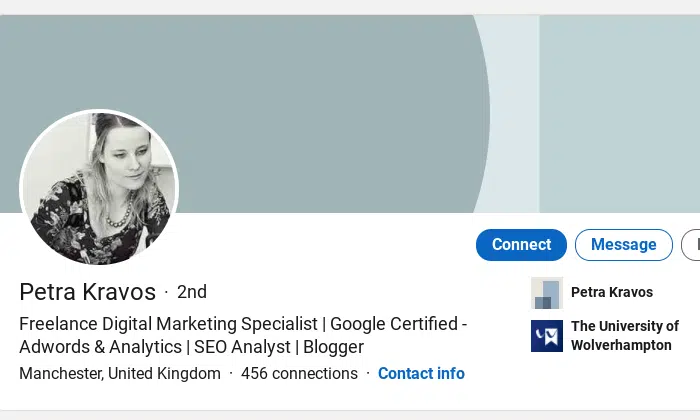 Connect
Message
Petra Kravos · 2nd
Freelance Digital Marketing Specialist | Google Certified -
Adwords & Analytics | SEO Analyst | Blogger
Manchester, United Kingdom · 456 connections · Contact info
Petra Kravos
The University of
Wolverhampton